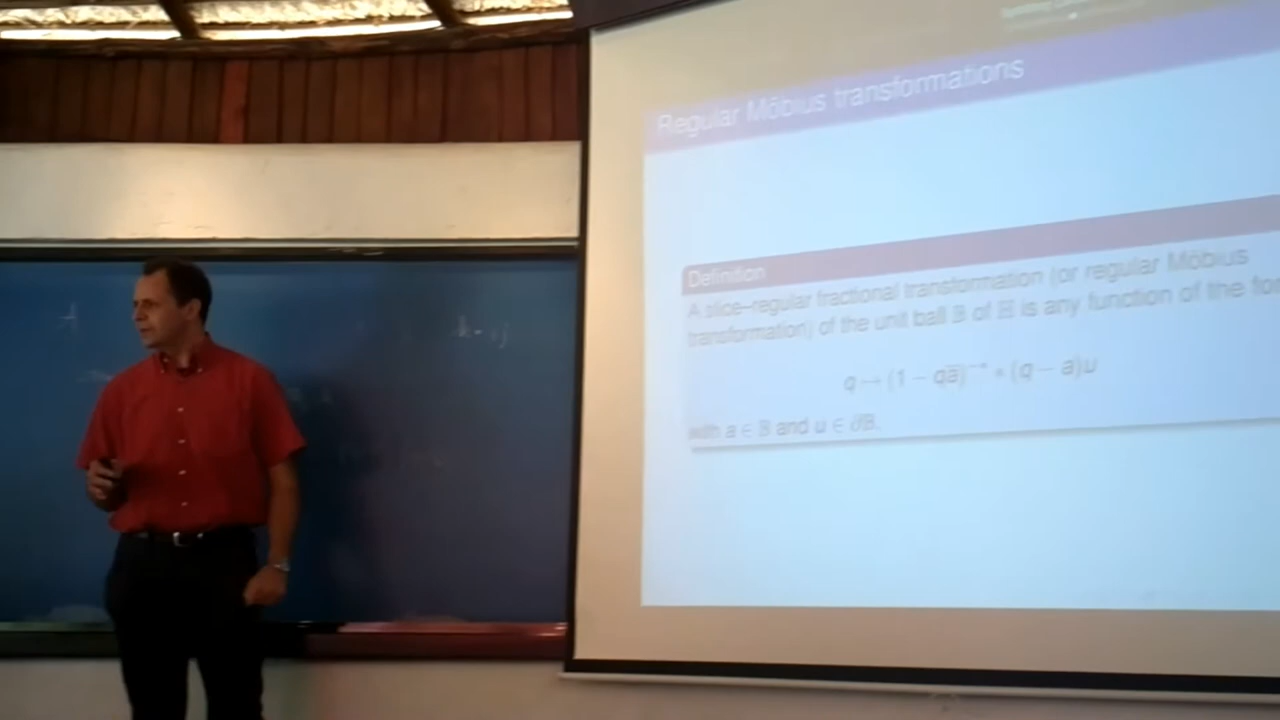 Regular Möbius transformations
Definition
A slice–regular fractional transformation (or regular Möbius
transformation) of the unit ball 𝔹 of ℍ is any function of the for
q ↦ (1 − qā)⁻* * (q − a)u
with a ∈ 𝔹 and u ∈ ∂𝔹.